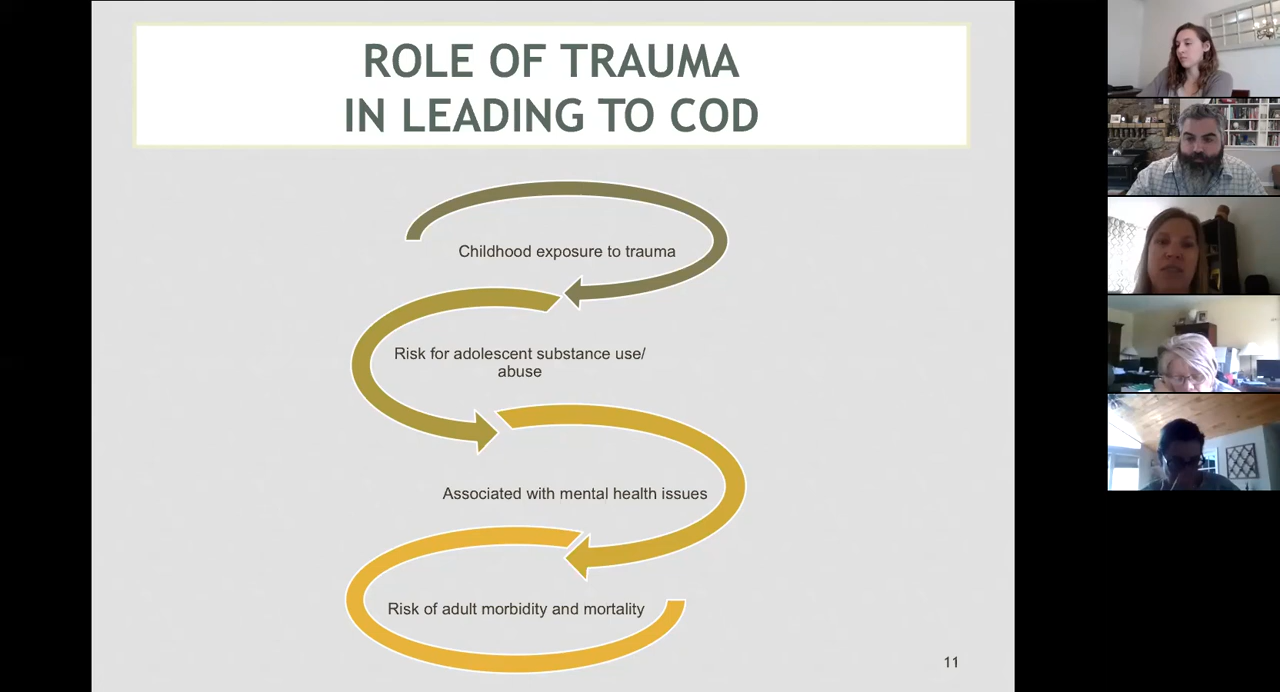 ROLE OF TRAUMA
IN LEADING TO COD
Childhood exposure to trauma
Risk for adolescent substance use/
abuse
Associated with mental health issues
Risk of adult morbidity and mortality
11